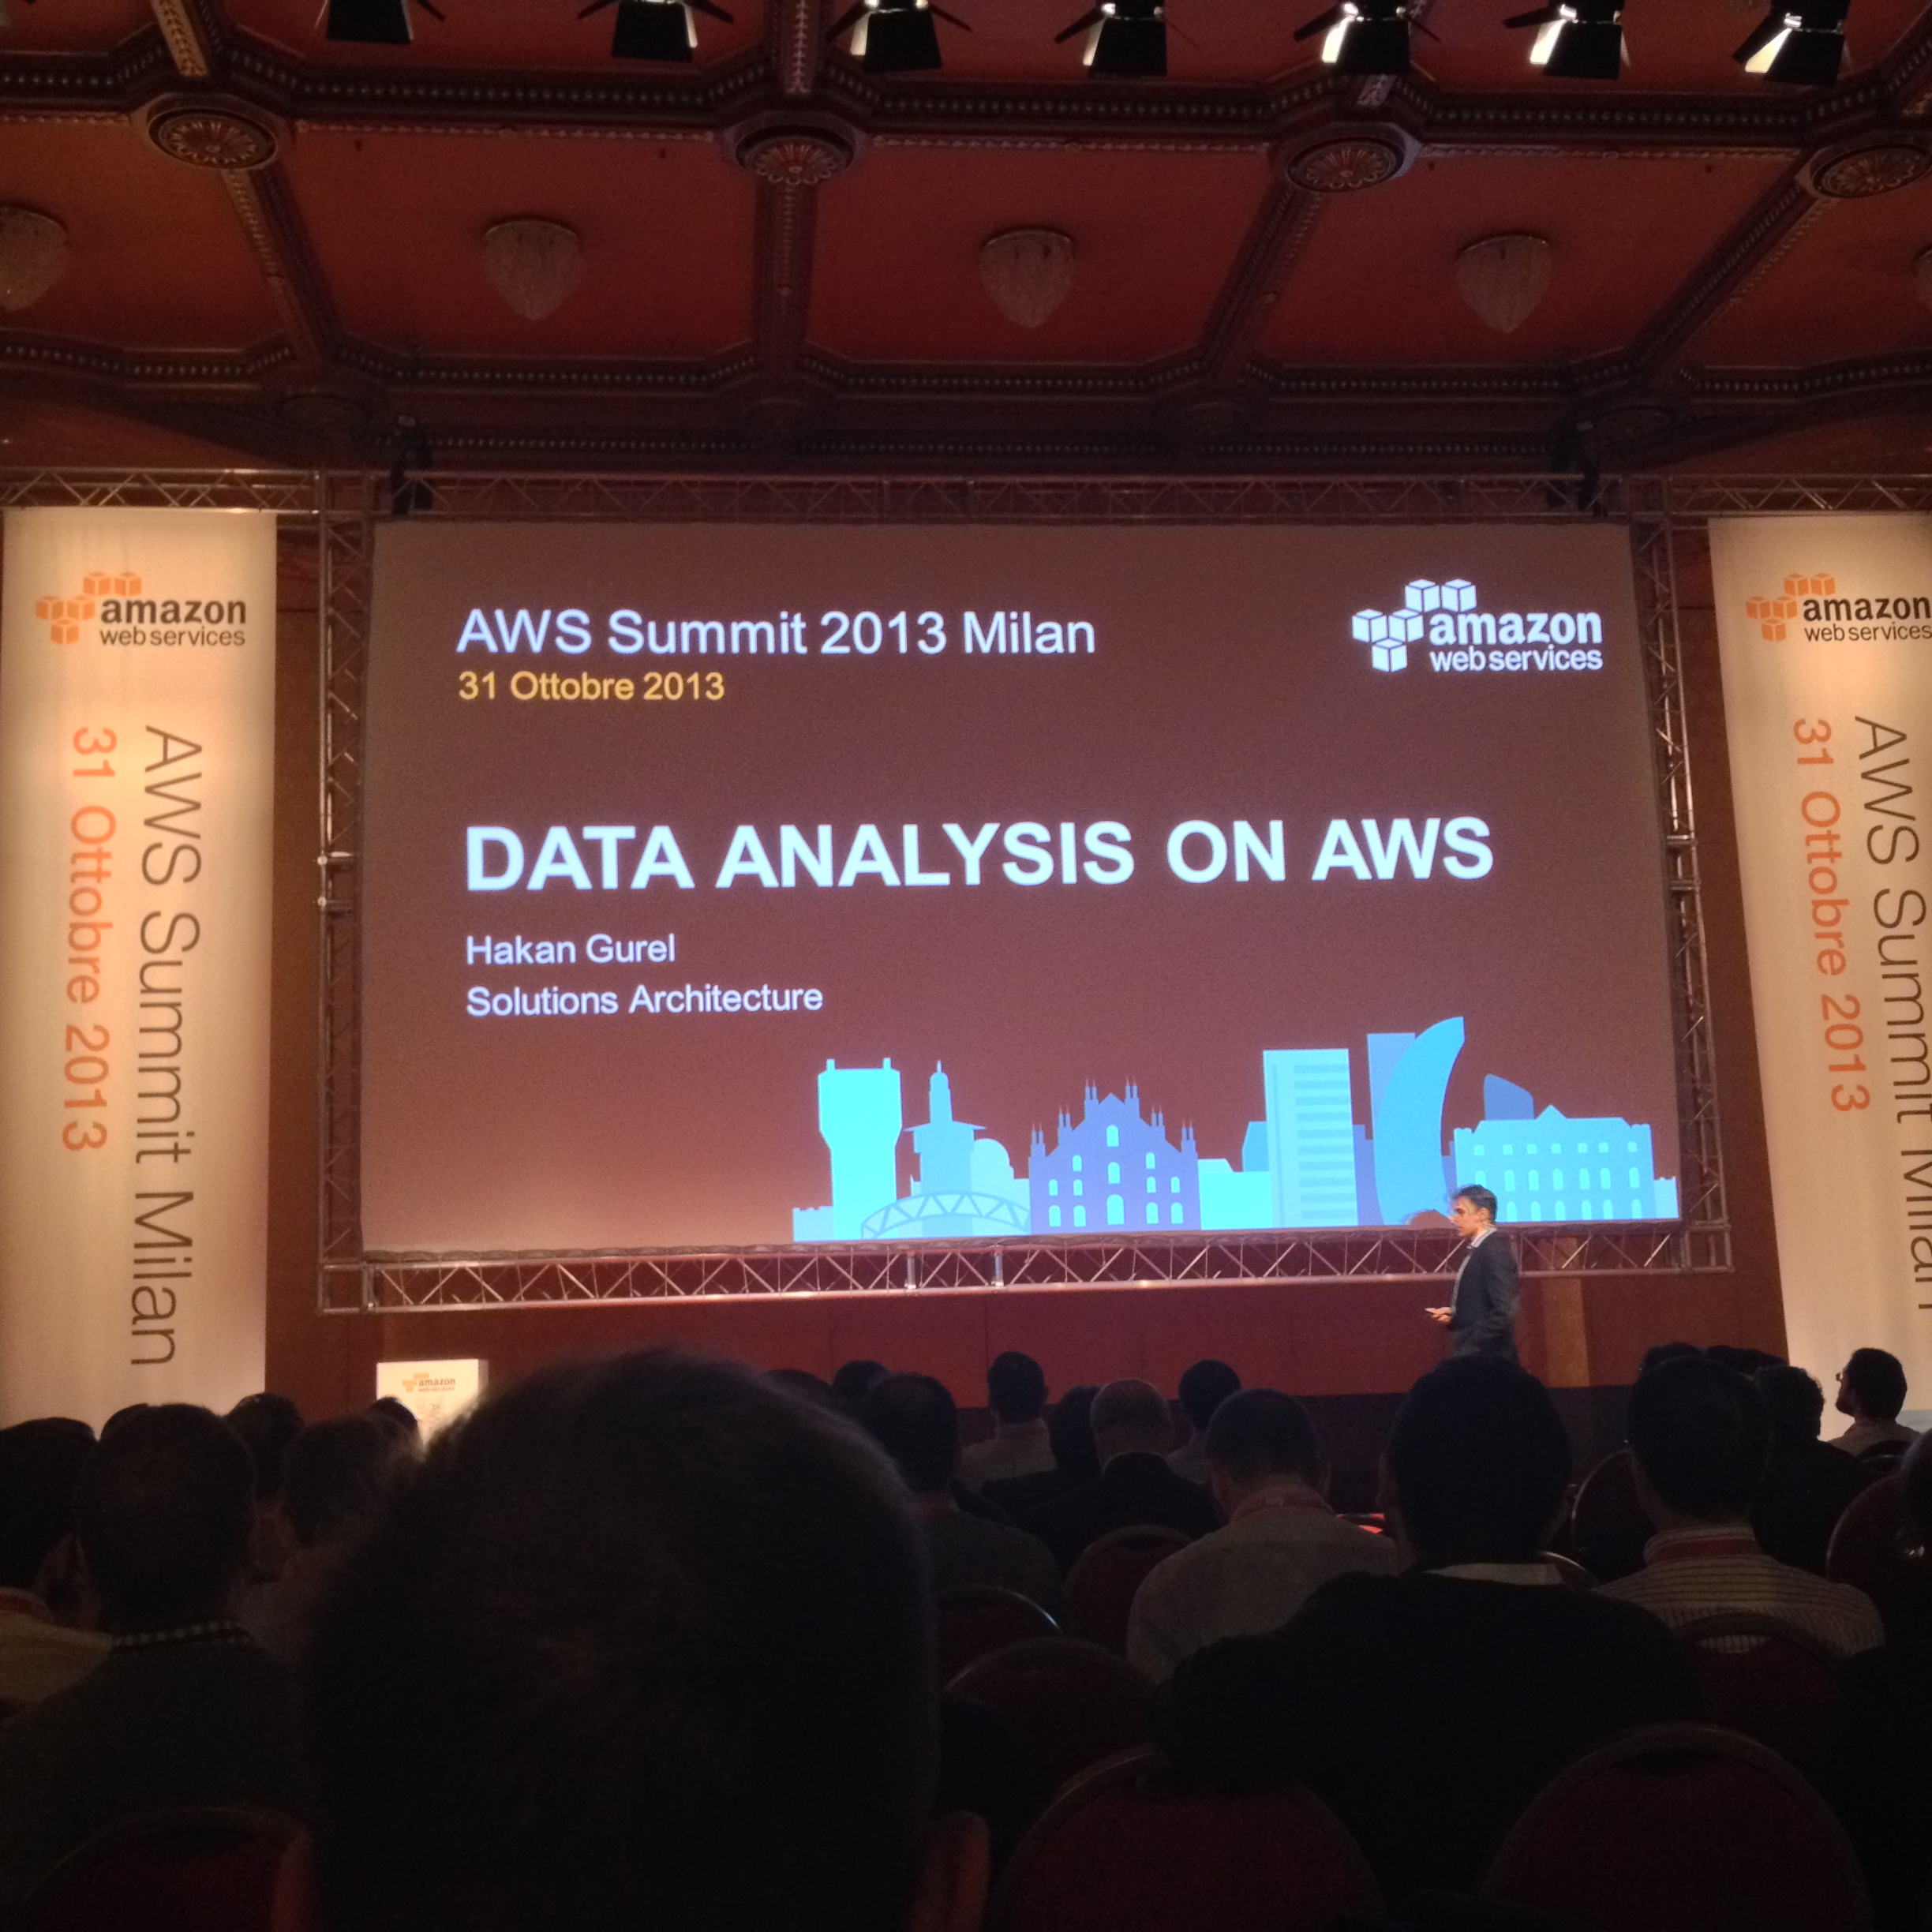 amazon
web services
AWS Summit Milan
31 Ottobre 2013
AWS Summit 2013 Milan
31 Ottobre 2013
amazon
web services
DATA ANALYSIS ON AWS
Hakan Gurel
Solutions Architecture
amazon
web services
AWS Summit Milan
31 Ottobre 2013
amazon
web services